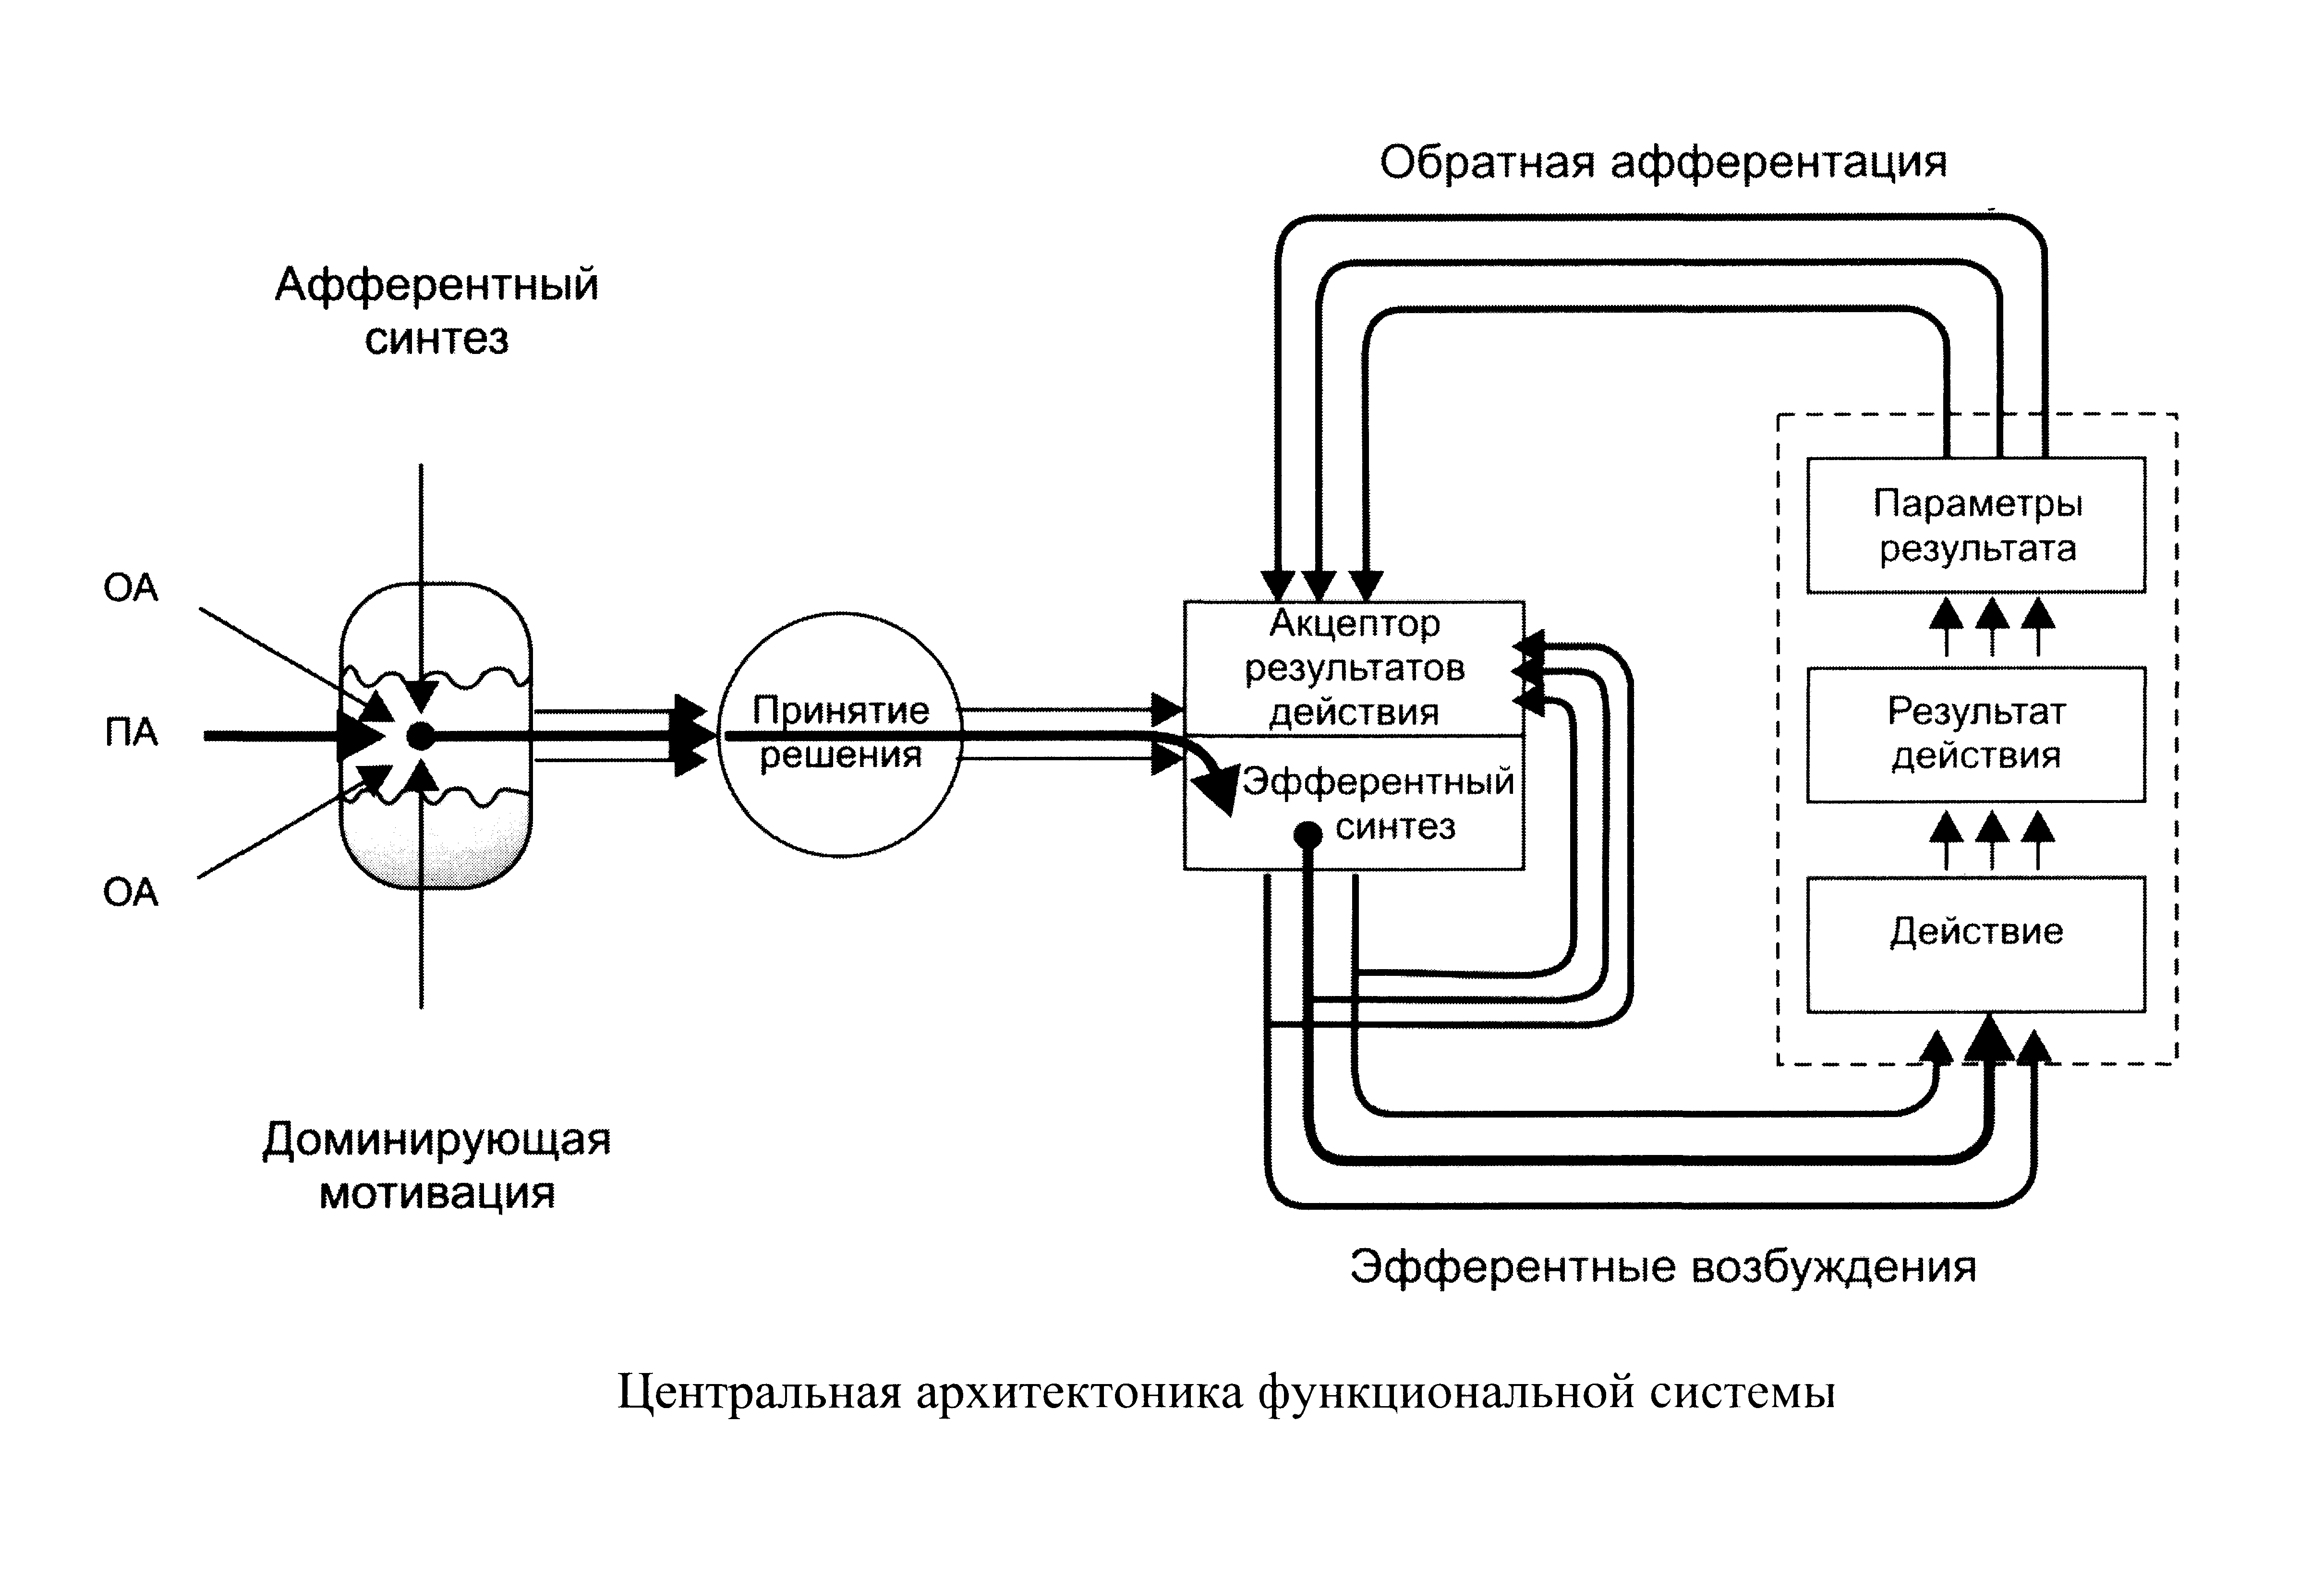 Обратная афферентация
Афферентный
синтез
ОА
ПА
ОА
Доминирующая
мотивация
Принятие
решения
Акцептор
результатов
действия
Эфферентный
синтез
Параметры
результата
Результат
действия
Действие
Эфферентные возбуждения
Центральная архитектоника функциональной системы